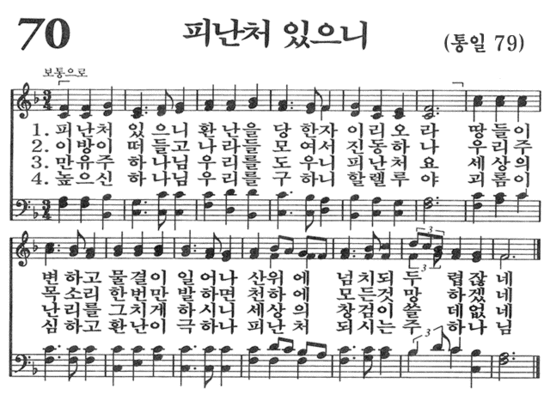 70 피난처 있으니 (통일 79)
보통으로
1. 피난처 있으니 환난을 당한자 이리오라 땅들이
2. 이방이 떠들고 나라들 모여서 진동하나 우리주
3. 만유주 하나님 우리를 도우니 피난처요 세상의
4. 높으신 하나님 우리를 구하니 할렐루야 괴롬이
3
변하고 물결이 일어나 산위에 넘치되 두렵잖네
목소리 한번만 발하면 천하에 모든것 망하겠네
난리를 그치게 하시니 세상의 창검이 쓸데없네
심하고 환난이 극하나 피난처 되시는 주 하나님
3